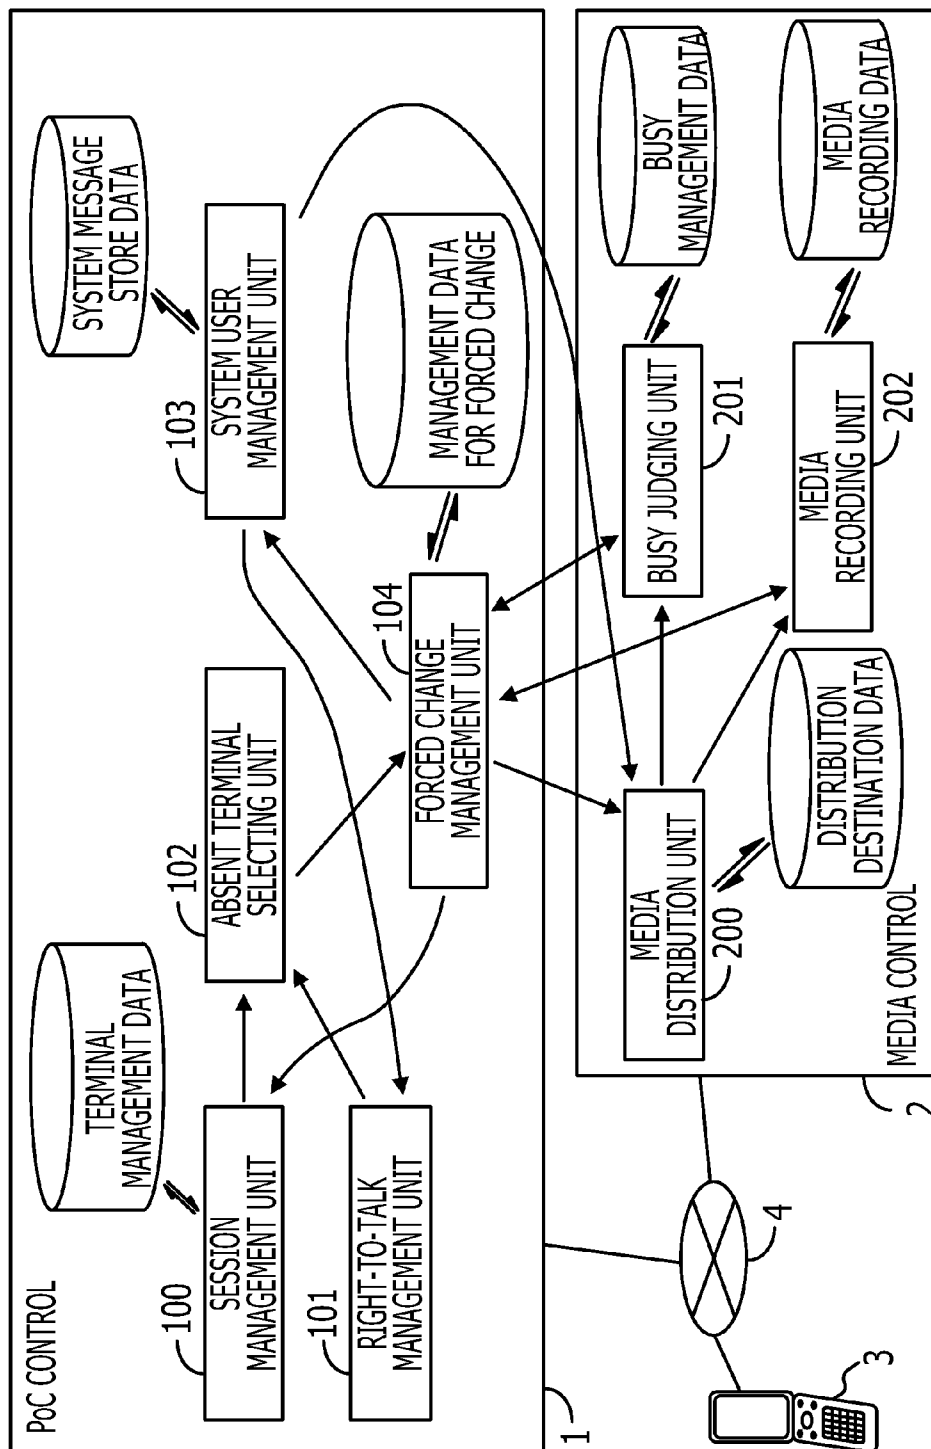 PoC CONTROL
TERMINAL
MANAGEMENT DATA
SYSTEM MESSAGE
STORE DATA
100
SESSION
MANAGEMENT UNIT
102
ABSENT TERMINAL
SELECTING UNIT
103
SYSTEM USER
MANAGEMENT UNIT
101
RIGHT-TO-TALK
MANAGEMENT UNIT
104
FORCED CHANGE
MANAGEMENT UNIT
MANAGEMENT DATA
FOR FORCED CHANGE
1
MEDIA
DISTRIBUTION UNIT
200
BUSY JUDGING UNIT
201
BUSY
MANAGEMENT DATA
DISTRIBUTION
DESTINATION DATA
MEDIA
RECORDING UNIT
202
MEDIA
RECORDING DATA
MEDIA CONTROL
2
4
3